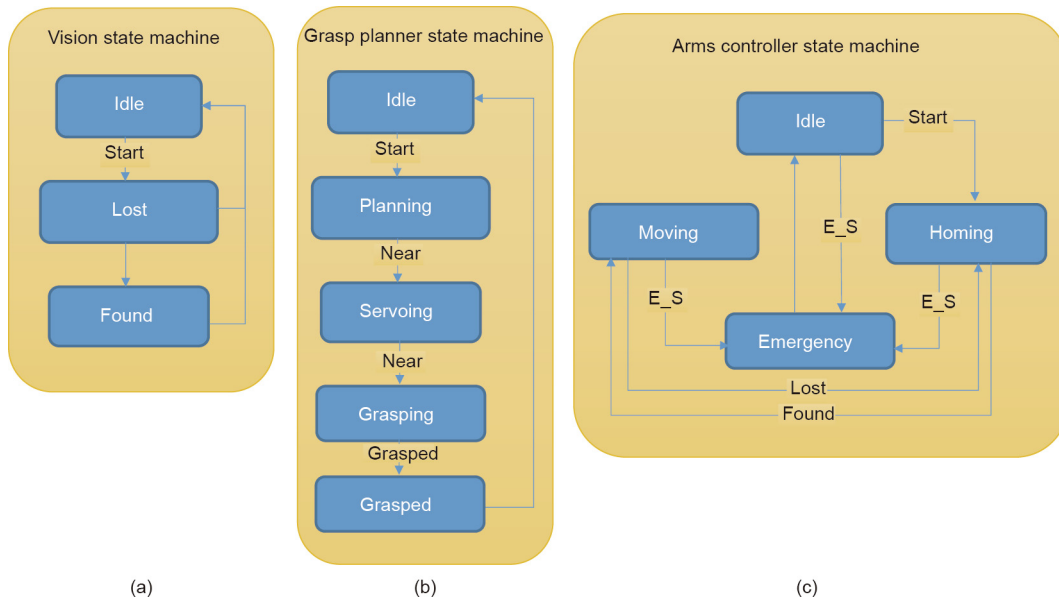 Vision state machine
Idle
Start
Lost
Found
(a)
Grasp planner state machine
Idle
Start
Planning
Near
Servoing
Near
Grasping
Grasped
Grasped
(b)
Arms controller state machine
Idle
Start
Moving
E_S
Homing
E_S
E_S
Emergency
Lost
Found
(c)